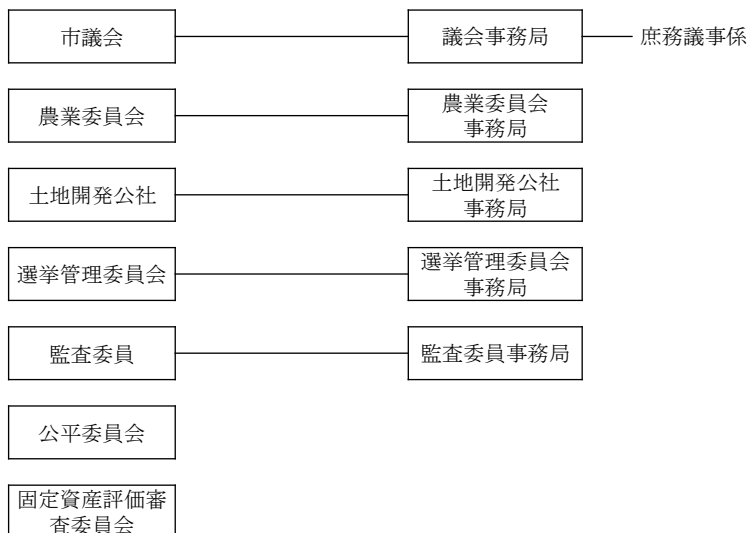 市議会
議会事務局
庶務議事係
農業委員会
農業委員会
事務局
土地開発公社
土地開発公社
事務局
選挙管理委員会
選挙管理委員会
事務局
監査委員
監査委員事務局
公平委員会
固定資産評価審
査委員会